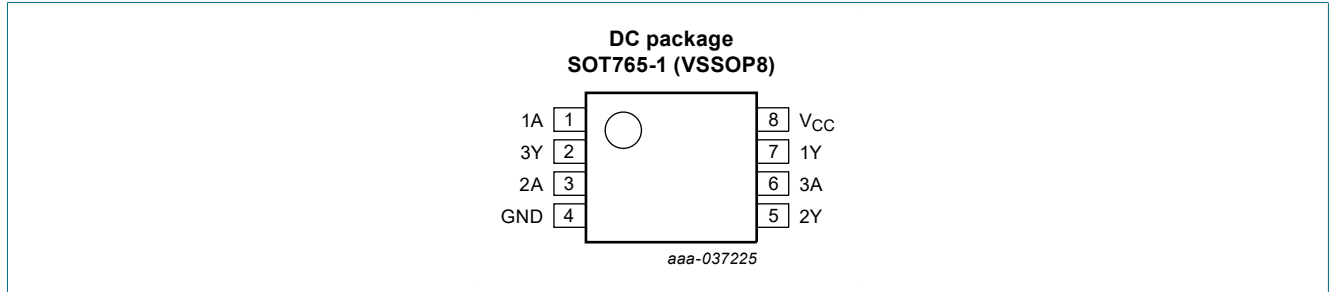 DC package
SOT765-1 (VSSOP8)
1A 1 8 VCC
3Y 2 7 1Y
2A 3 6 3A
GND 4 5 2Y
aaa-037225